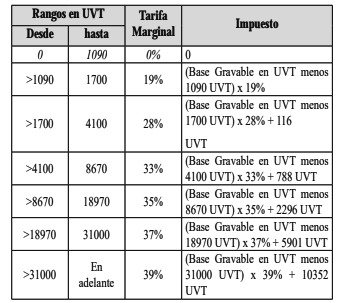 Rangos en UVT Tarifa Marginal Impuesto
Desde hasta
0 1090 0% 0
>1090 1700 19% (Base Gravable en UVT menos
1090 UVT) x 19%
>1700 4100 28% (Base Gravable en UVT menos
1700 UVT) x 28% + 116
UVT
>4100 8670 33% (Base Gravable en UVT menos
4100 UVT) x 33% + 788 UVT
>8670 18970 35% (Base Gravable en UVT menos
8670 UVT) x 35% + 2296 UVT
>18970 31000 37% (Base Gravable en UVT menos
18970 UVT) x 37% + 5901 UVT
>31000 En adelante 39% (Base Gravable en UVT menos
31000 UVT) x 39% + 10352
UVT